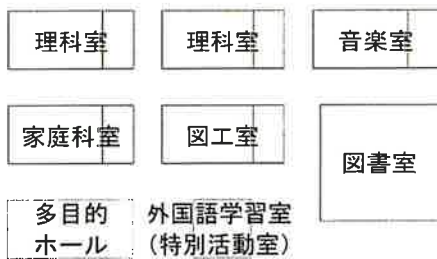 理科室
理科室
音楽室
家庭科室
図工室
図書室
多目的
ホール
外国語学習室
(特別活動室)